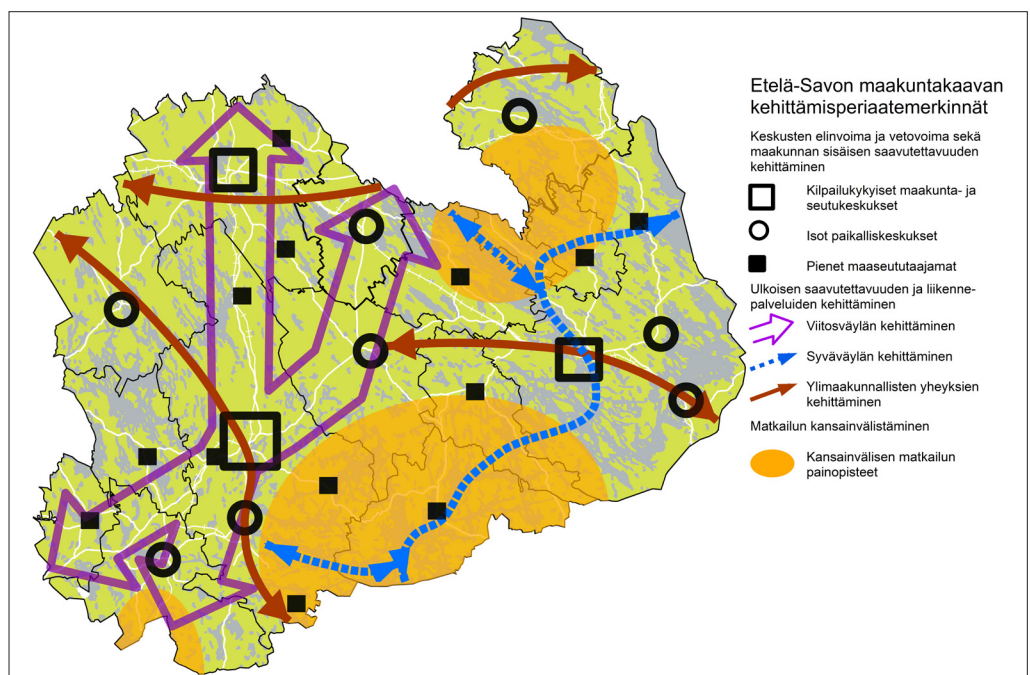 Etelä-Savon maakuntakaavan
kehittämisperiaatemerkinnät
Keskusten elinvoima ja vetovoima sekä
maakunnan sisäisen saavutettavuuden
kehittäminen
Kilpailukykyiset maakunta- ja
seutukeskukset
Isot paikalliskeskukset
Pienet maaseututaajamat
Ulkoisen saavutettavuuden ja liikenne-
palveluiden kehittäminen
Viitosväylän kehittäminen
Syväväylän kehittäminen
Ylimaakunnallisten yheyksien
kehittäminen
Matkailun kansainvälistäminen
Kansainvälisen matkailun
painopisteet